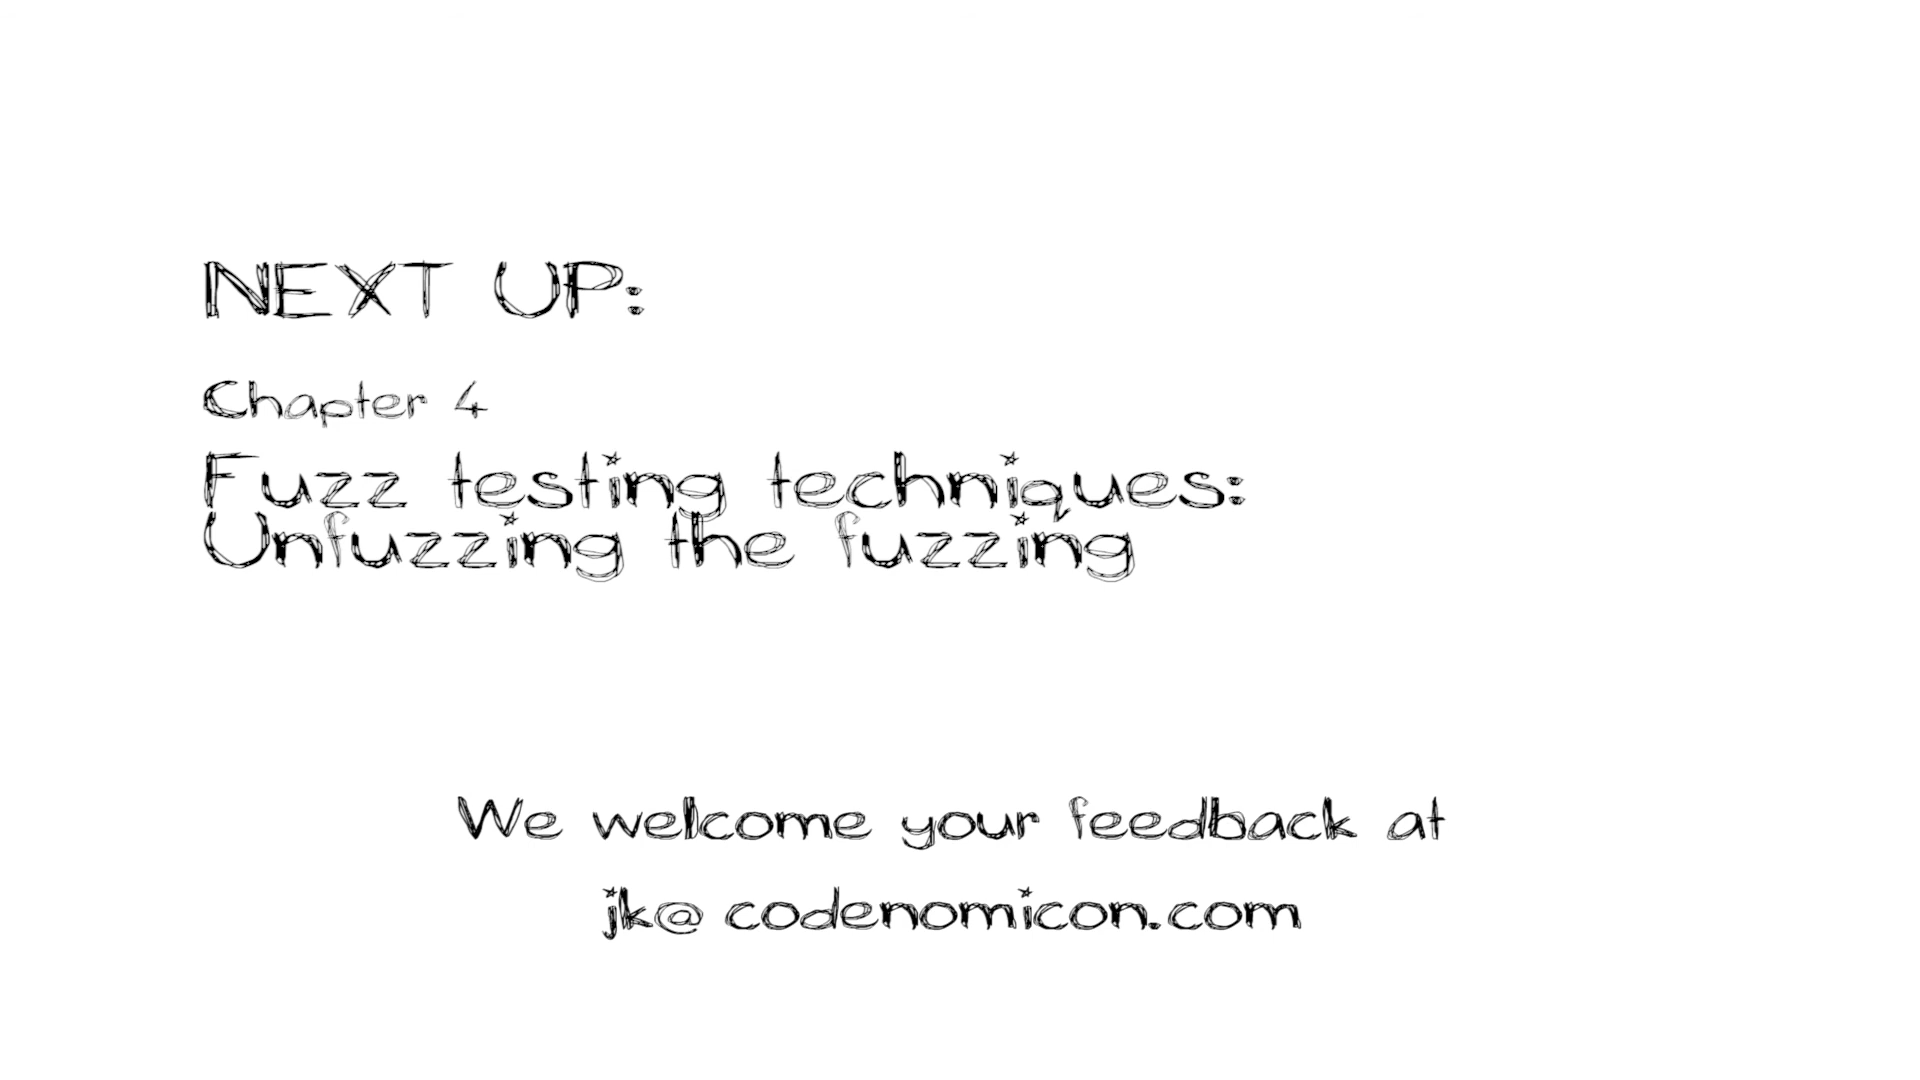 NEXT UP:
Chapter 4
Fuzz testing techniques:
Unfuzzing the fuzzing
We welcome your feedback at
jk@ codenomicon.com